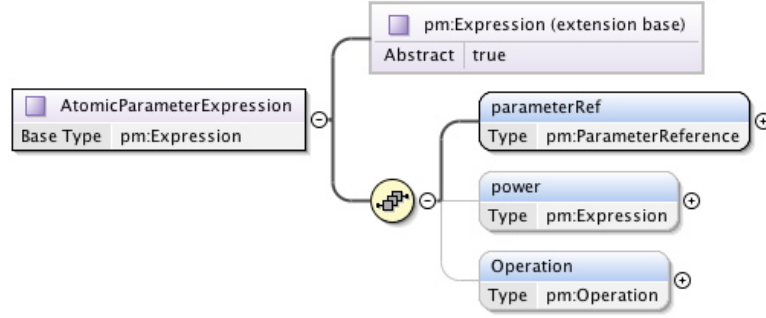 pm:Expression (extension base)
Abstract true
AtomicParameterExpression
Base Type pm:Expression
parameterRef
Type pm:ParameterReference
power
Type pm:Expression
Operation
Type pm:Operation